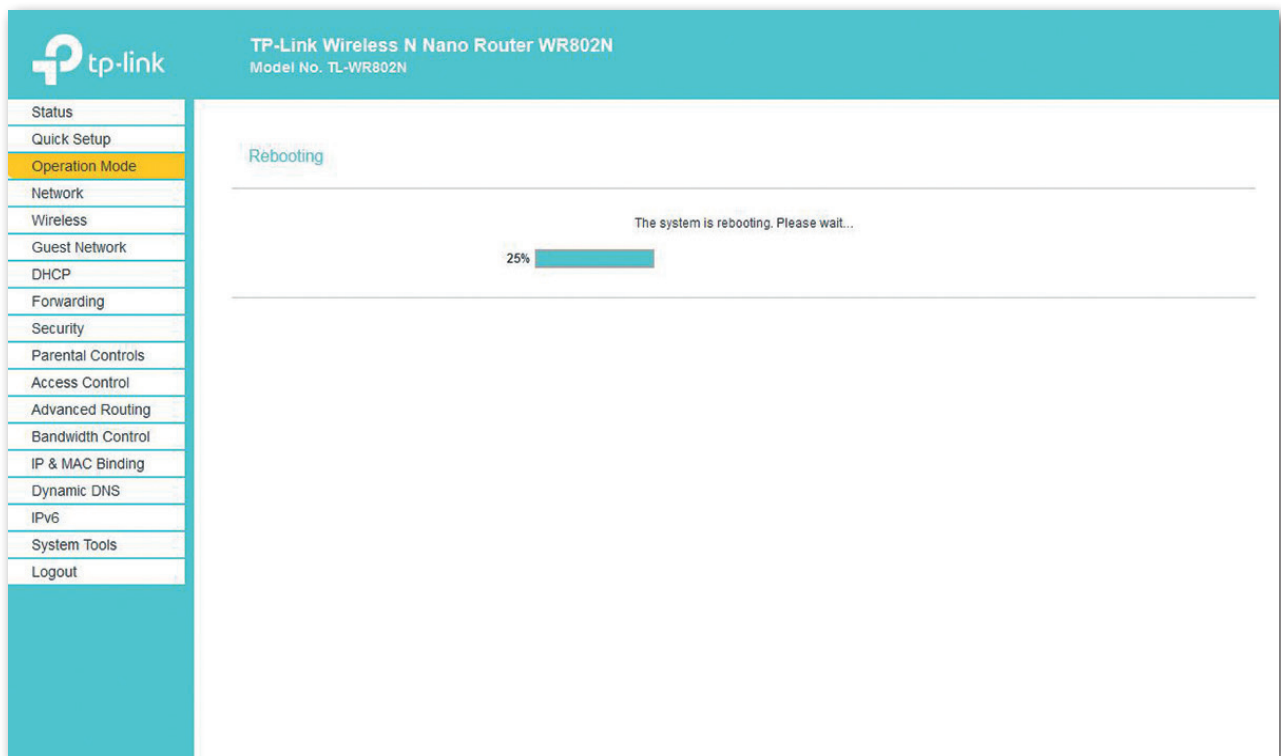 tp-link
TP-Link Wireless N Nano Router WR802N
Model No. TL-WR802N
Status
Quick Setup
Operation Mode
Network
Wireless
Guest Network
DHCP
Forwarding
Security
Parental Controls
Access Control
Advanced Routing
Bandwidth Control
IP & MAC Binding
Dynamic DNS
IPv6
System Tools
Logout
Rebooting
The system is rebooting. Please wait...
25%